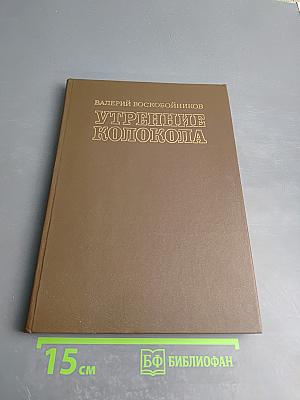 ВАЛЕРИЙ ВОСКОБОЙНИКОВ
УТРЕННИЕ
КОЛОКОЛА
15 см
БФ БИБЛИОФАН